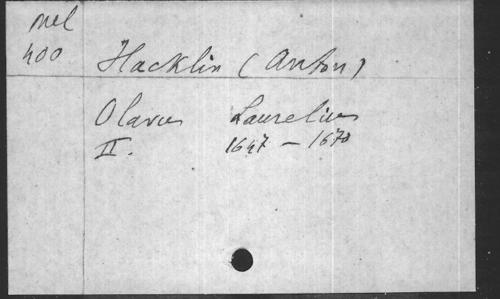 mel
400
Hacklin (Anton)
Olavus Laurelius
II. 1647 - 1670